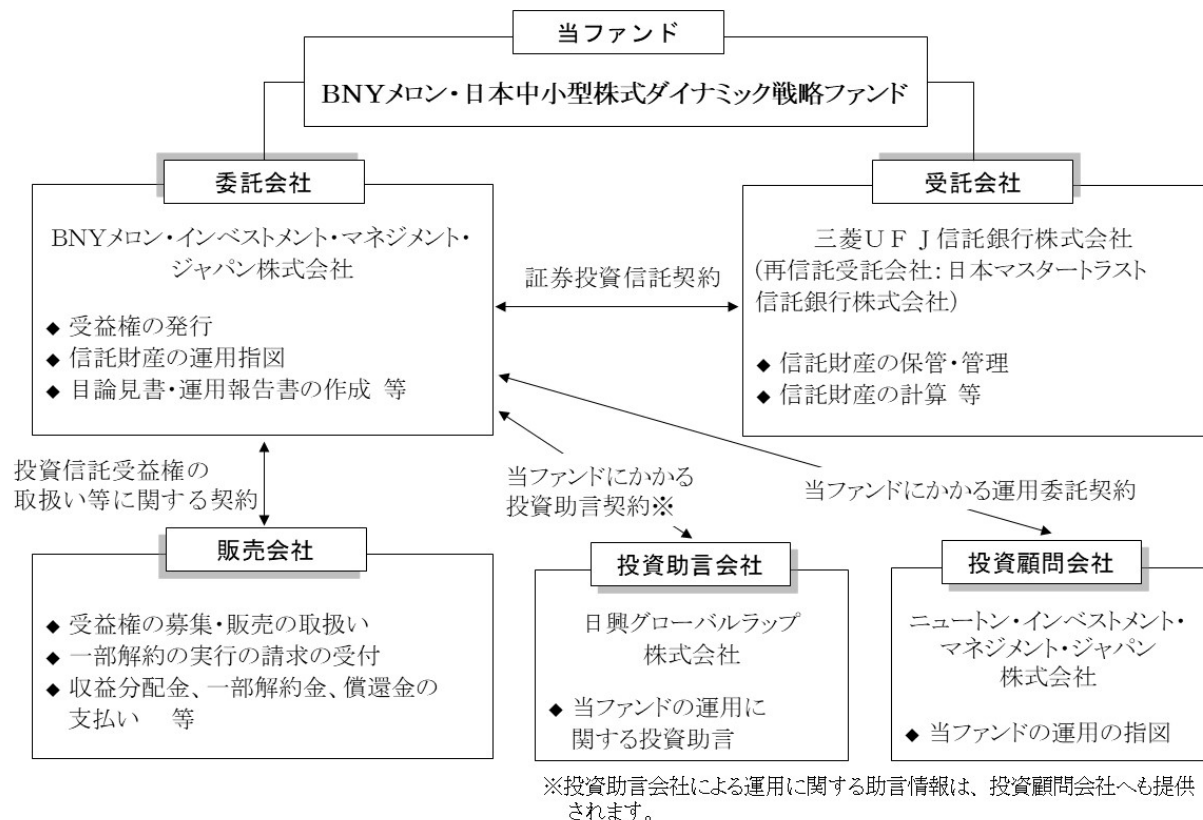 当ファンド
BNYメロン・日本中小型株式ダイナミック戦略ファンド
委託会社
BNYメロン・インベストメント・マネジメント・
ジャパン株式会社
◆ 受益権の発行
◆ 信託財産の運用指図
◆ 目論見書・運用報告書の作成 等
証券投資信託契約
受託会社
三菱UFJ信託銀行株式会社
(再信託受託会社:日本マスタートラスト
信託銀行株式会社)
◆ 信託財産の保管・管理
◆ 信託財産の計算 等
投資信託受益権の
取扱い等に関する契約
当ファンドにかかる
投資助言契約※
当ファンドにかかる運用委託契約
販売会社
◆ 受益権の募集・販売の取扱い
◆ 一部解約の実行の請求の受付
◆ 収益分配金、一部解約金、償還金の
支払い 等
投資助言会社
日興グローバルラップ
株式会社
◆ 当ファンドの運用に
関する投資助言
投資顧問会社
ニュートン・インベストメント・
マネジメント・ジャパン
株式会社
◆ 当ファンドの運用の指図
※投資助言会社による運用に関する助言情報は、投資顧問会社へも提供
されます。